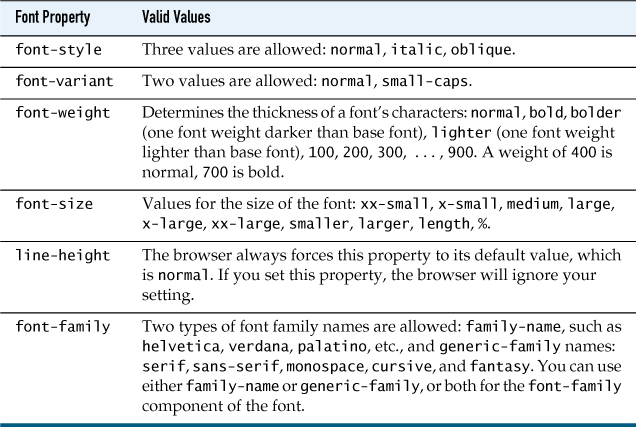 Font Property Valid Values
font-style Three values are allowed: normal, italic, oblique.
font-variant Two values are allowed: normal, small-caps.
font-weight Determines the thickness of a font's characters: normal, bold, bolder
(one font weight darker than base font), lighter (one font weight
lighter than base font), 100, 200, 300, ..., 900. A weight of 400 is
normal, 700 is bold.
font-size Values for the size of the font: xx-small, x-small, medium, large,
x-large, xx-large, smaller, larger, length, %.
line-height The browser always forces this property to its default value, which
is normal. If you set this property, the browser will ignore your
setting.
font-family Two types of font family names are allowed: family-name, such as
helvetica, verdana, palatino, etc., and generic-family names:
serif, sans-serif, monospace, cursive, and fantasy. You can use
either family-name or generic-family, or both for the font-family
component of the font.